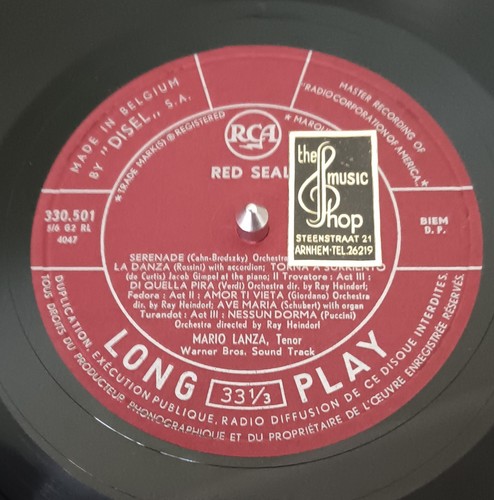 MADE IN BELGIUM
BY "DISEL" S.A.
★TRADE MARK(S)★REGISTERED
RCA
RED SEAL
MASTER RECORDING OF
"RADIO CORPORATION OF AMERICA."
the
music
Shop
STEENSTRAAT 21
ARNHEM.TEL.26219
330.501
5/6 G2 RL
4047
BIEM
D. P.
SERENADE (Cahn-Brodszky) Orchestra
LA DANZA (Rossini) with accordion; TORNA A SURRIENTO
(de Curtis) Jacob Gimpel at the piano; Il Trovatore : Act III :
DI QUELLA PIRA (Verdi) Orchestra dir. by Ray Heindorf;
Fedora : Act II : AMOR TI VIETA (Giordano) Orchestra
dir. by Ray Heindorf; AVE MARIA (Schubert) with organ
Turandot : Act III : NESSUN DORMA (Puccini)
Orchestra directed by Ray Heindorf
MARIO LANZA, Tenor
Warner Bros. Sound Track
LONG 33⅓ PLAY
DUPLICATION, EXÉCUTION PUBLIQUE, RADIO DIFFUSION DE CE DISQUE INTERDITES.
TOUS DROITS DU PRODUCTEUR PHONOGRAPHIQUE ET DU PROPRIÉTAIRE DE L'ŒUVRE ENREGISTRÉE RÉSERVÉS.